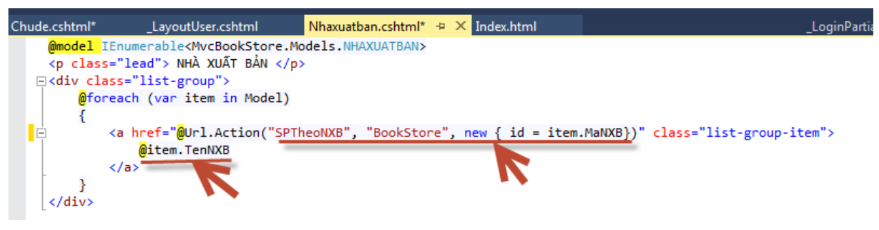 Chude.cshtml* _LayoutUser.cshtml Nhaxuatban.cshtml* Index.html _LoginPartia
@model IEnumerable<MvcBookStore.Models.NHAXUATBAN>
<p class="lead"> NHÀ XUẤT BẢN </p>
<div class="list-group">
@foreach (var item in Model)
{
<a href="@Url.Action("SPTheoNXB", "BookStore", new { id = item.MaNXB})" class="list-group-item">
@item.TenNXB
</a>
}
</div>